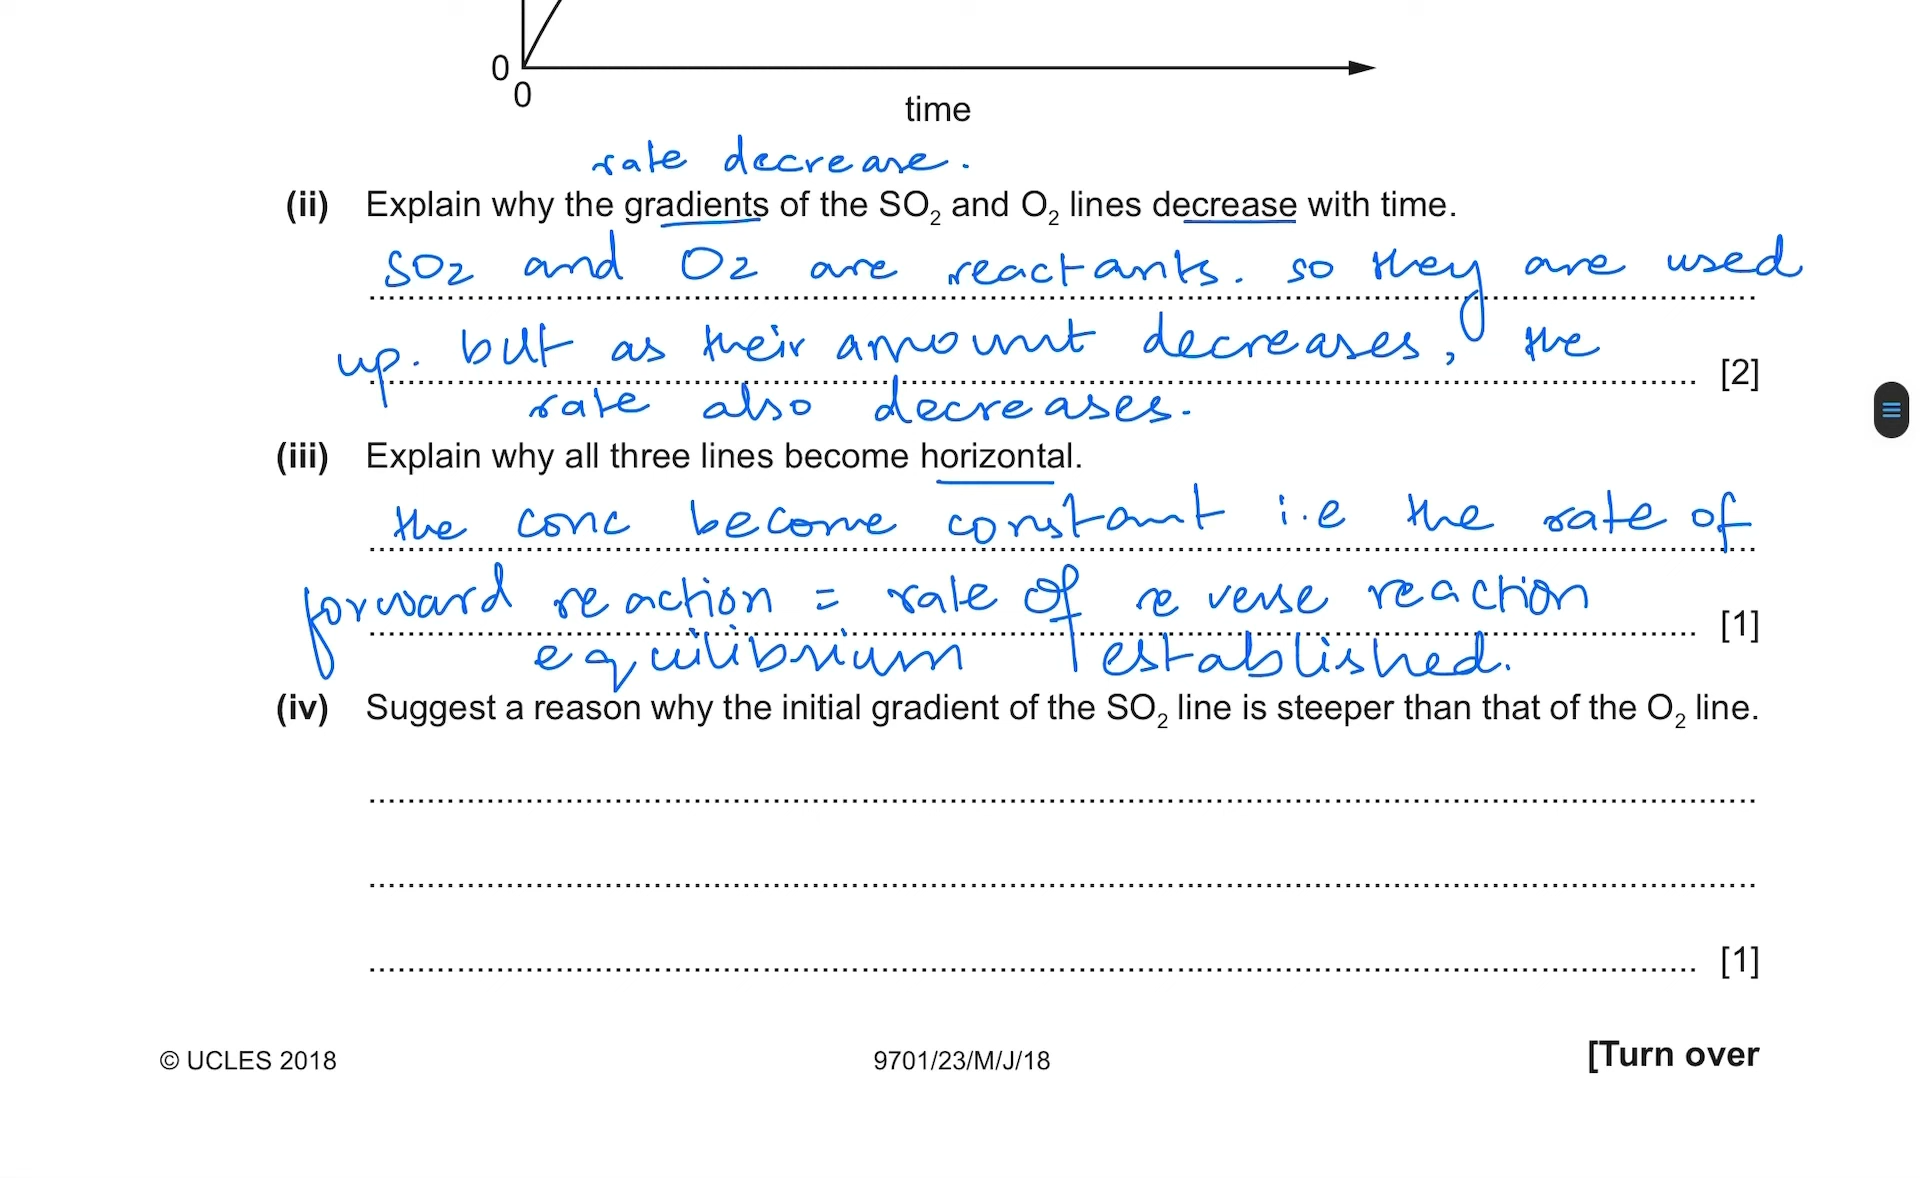 0
0
time
rate decrease.
(ii) Explain why the gradients of the SO₂ and O₂ lines decrease with time.
SO2 and O2 are reactants. so they are used
up. but as their amount decreases, the
[2]
rate also decreases.
(iii) Explain why all three lines become horizontal.
the conc become constant i.e the rate of
forward reaction = rate of reverse reaction
[1]
equilibrium established.
(iv) Suggest a reason why the initial gradient of the SO₂ line is steeper than that of the O₂ line.
[1]
© UCLES 2018 9701/23/M/J/18 [Turn over